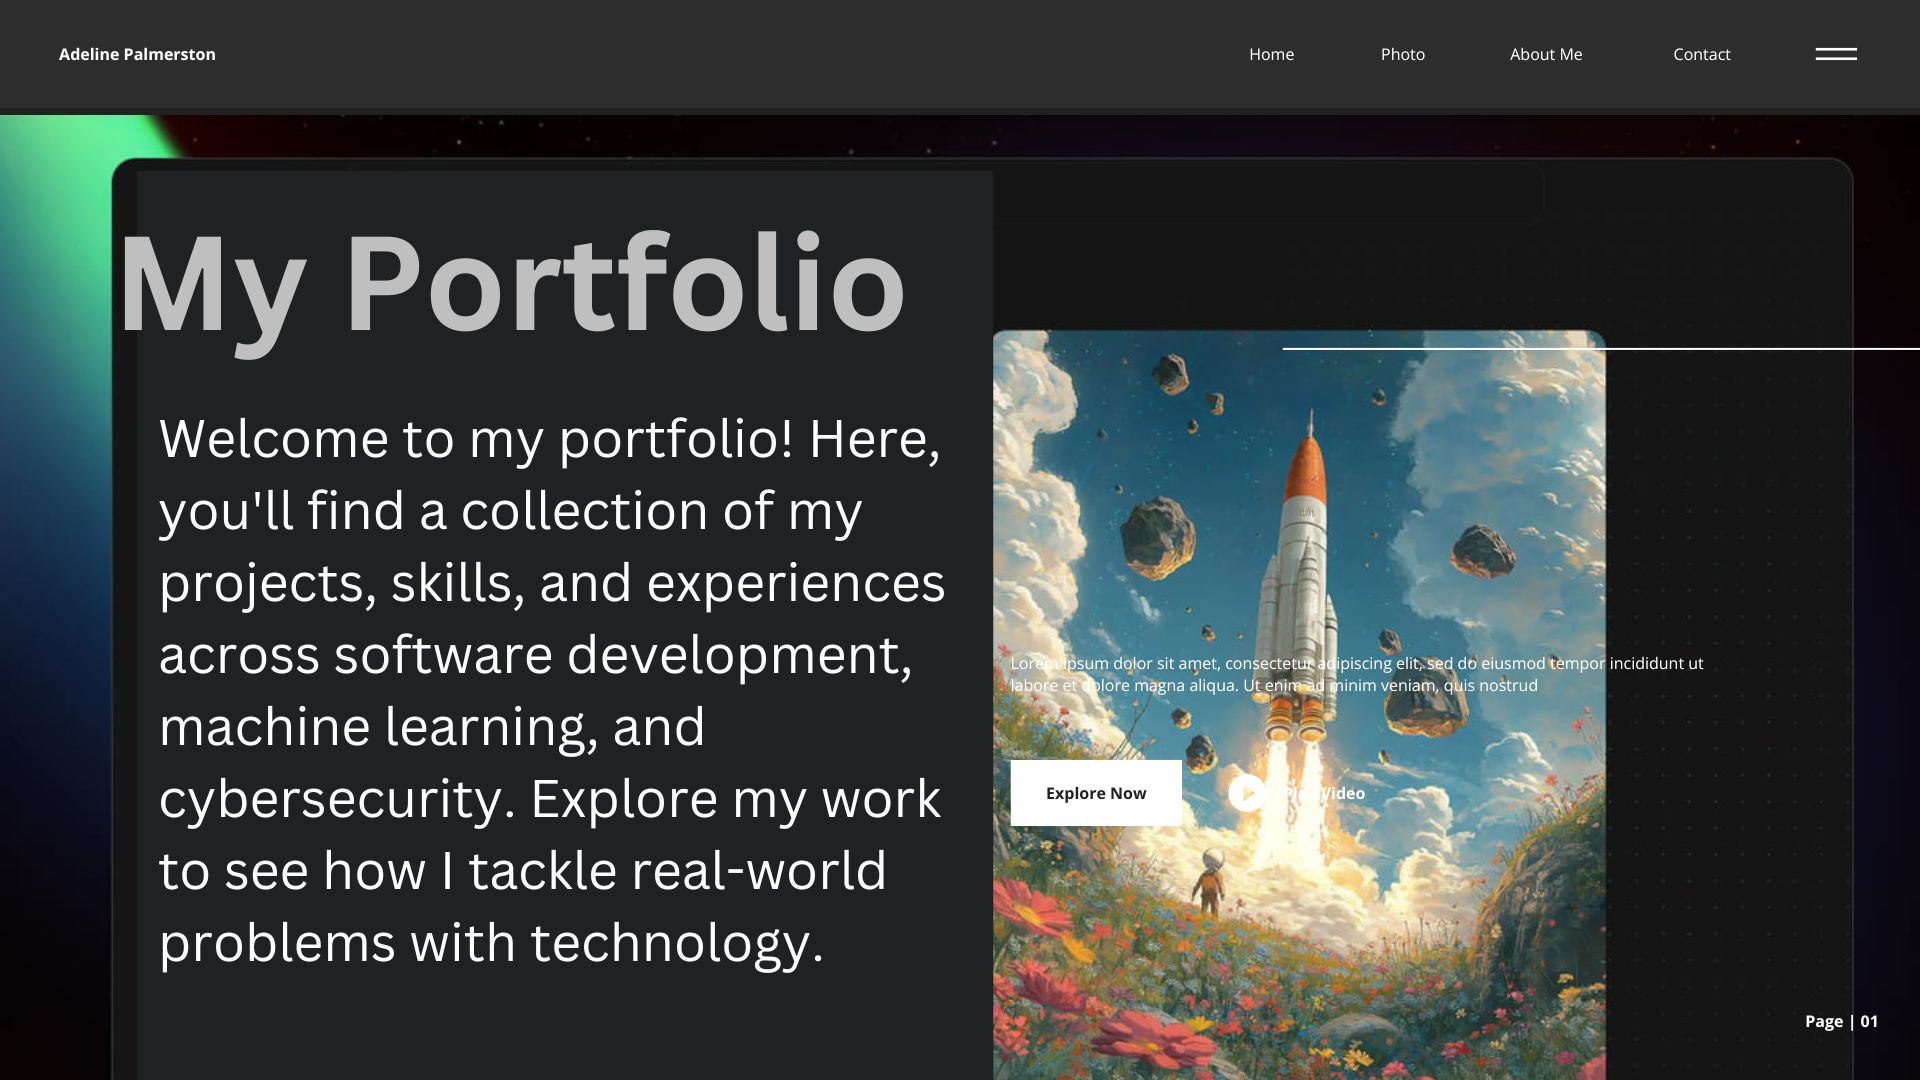 Adeline Palmerston
Home
Photo
About Me
Contact
My Portfolio
Welcome to my portfolio! Here,
you'll find a collection of my
projects, skills, and experiences
across software development,
machine learning, and
cybersecurity. Explore my work
to see how I tackle real-world
problems with technology.
Lorem ipsum dolor sit amet, consectetur adipiscing elit, sed do eiusmod tempor incididunt ut
labore et dolore magna aliqua. Ut enim ad minim veniam, quis nostrud
Explore Now
Play Video
Page | 01